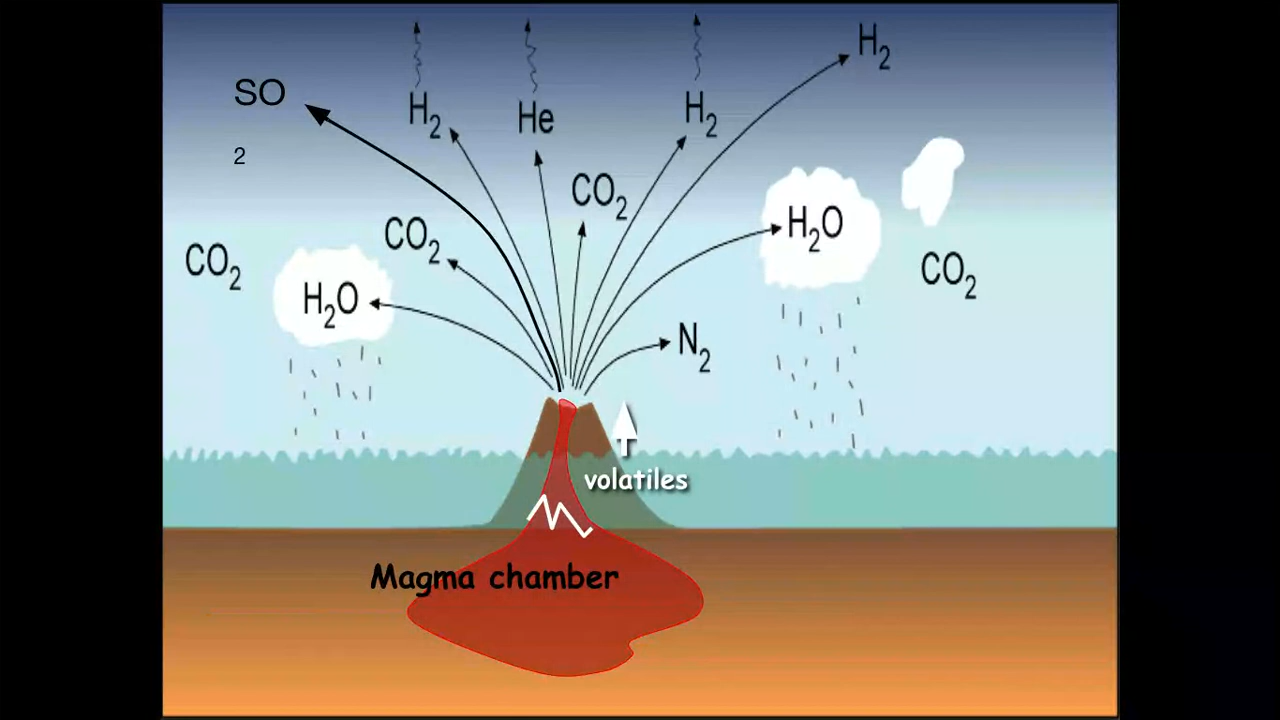 H₂
SO
2
H₂
He
H₂
CO₂
CO₂
H₂O
CO₂
CO₂
H₂O
N₂
volatiles
Magma chamber